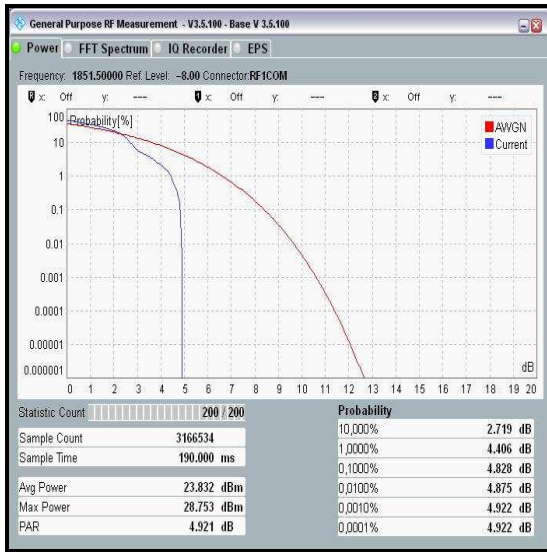 General Purpose RF Measurement - V3.5.100 - Base V 3.5.100
Power FFT Spectrum IQ Recorder EPS
Frequency: 1851.50000 Ref. Level: -8.00 Connector:RF1COM
0 x: Off y: --- 1 x: Off y: --- 2 x: Off y: ---
100 Probability[%]
AWGN
Current
10
1
0.1
0.01
0.001
0.0001
0.00001
0.000001
dB
0 1 2 3 4 5 6 7 8 9 10 11 12 13 14 15 16 17 18 19 20
Statistic Count 200 / 200
Sample Count 3166534
Sample Time 190.000 ms
Avg Power 23.832 dBm
Max Power 28.753 dBm
PAR 4.921 dB
Probability
10,000% 2.719 dB
1,0000% 4.406 dB
0,1000% 4.828 dB
0,0100% 4.875 dB
0,0010% 4.922 dB
0,0001% 4.922 dB